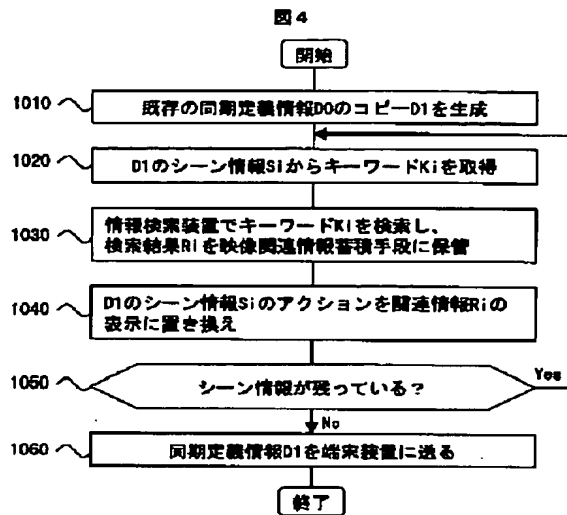 図4
開始
1010
既存の同期定義情報D0のコピーD1を生成
1020
D1のシーン情報SiからキーワードKiを取得
1030
情報検索装置でキーワードKiを検索し、
検索結果Riを映像関連情報蓄積手段に保管
1040
D1のシーン情報Siのアクションを関連情報Riの
表示に置き換え
1050
シーン情報が残っている？
Yes
No
1060
同期定義情報D1を端末装置に送る
終了